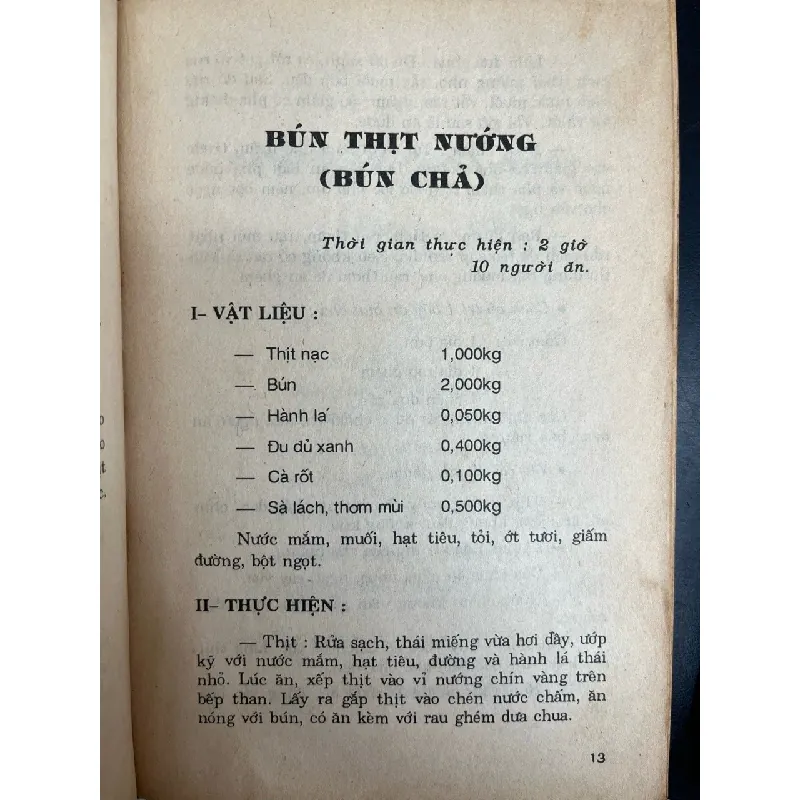 BÚN THỊT NƯỚNG
(BÚN CHẢ)
Thời gian thực hiện : 2 giờ
10 người ăn.
I– VẬT LIỆU :
— Thịt nạc 1,000kg
— Bún 2,000kg
— Hành lá 0,050kg
— Đu đủ xanh 0,400kg
— Cà rốt 0,100kg
— Sà lách, thơm mùi 0,500kg
Nước mắm, muối, hạt tiêu, tỏi, ớt tươi, giấm
đường, bột ngọt.
II– THỰC HIỆN :
— Thịt : Rửa sạch, thái miếng vừa hơi đầy, ướp
kỹ với nước mắm, hạt tiêu, đường và hành lá thái
nhỏ. Lúc ăn, xếp thịt vào vỉ nướng chín vàng trên
bếp than. Lấy ra gắp thịt vào chén nước chấm, ăn
nóng với bún, có ăn kèm với rau ghém dưa chua.
13